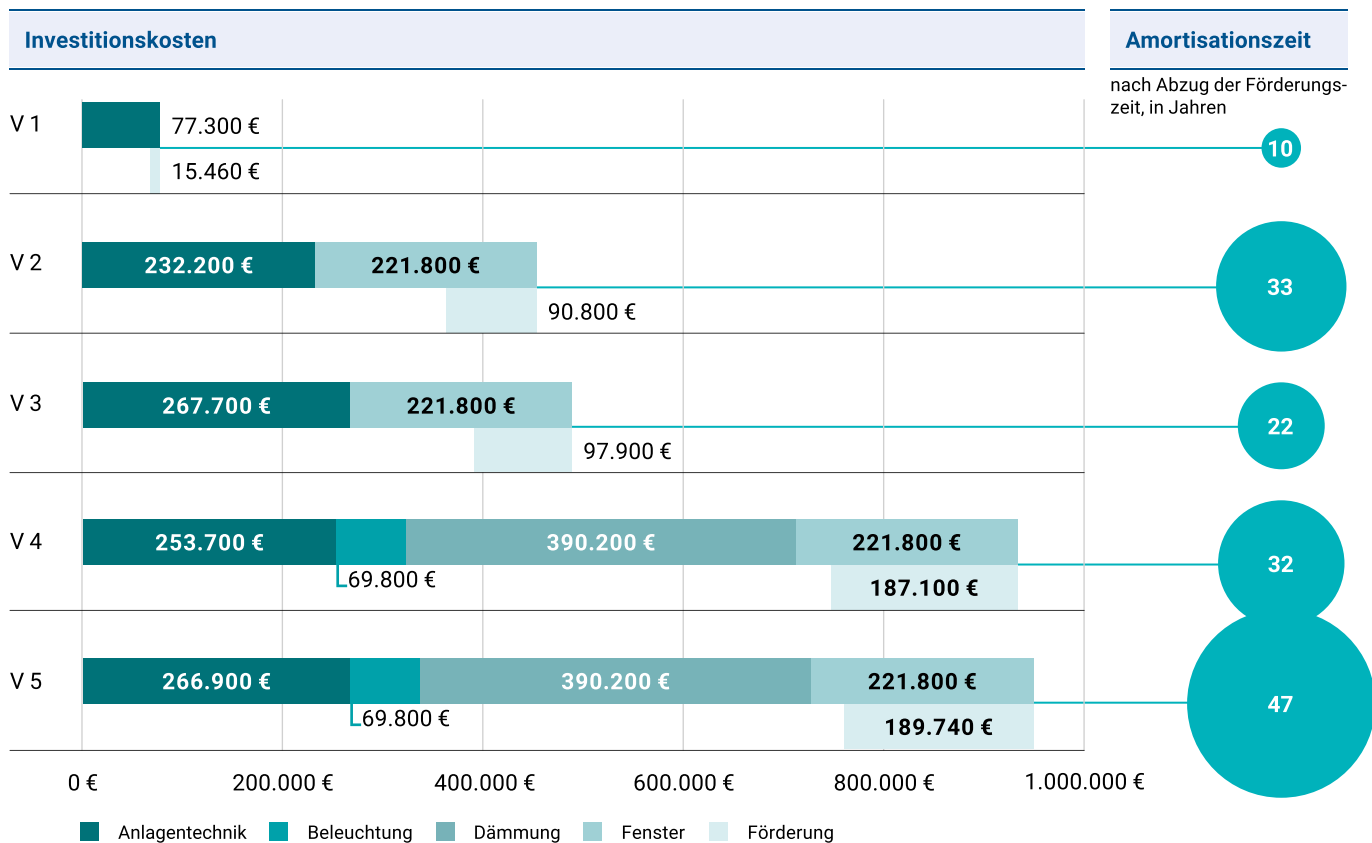 Investitionskosten
Amortisationszeit
nach Abzug der Förderungs-
zeit, in Jahren
V 1
77.300 €
15.460 €
10
V 2
232.200 €
221.800 €
90.800 €
33
V 3
267.700 €
221.800 €
97.900 €
22
V 4
253.700 €
390.200 €
221.800 €
69.800 €
187.100 €
32
V 5
266.900 €
390.200 €
221.800 €
69.800 €
189.740 €
47
0 €
200.000 €
400.000 €
600.000 €
800.000 €
1.000.000 €
Anlagentechnik
Beleuchtung
Dämmung
Fenster
Förderung